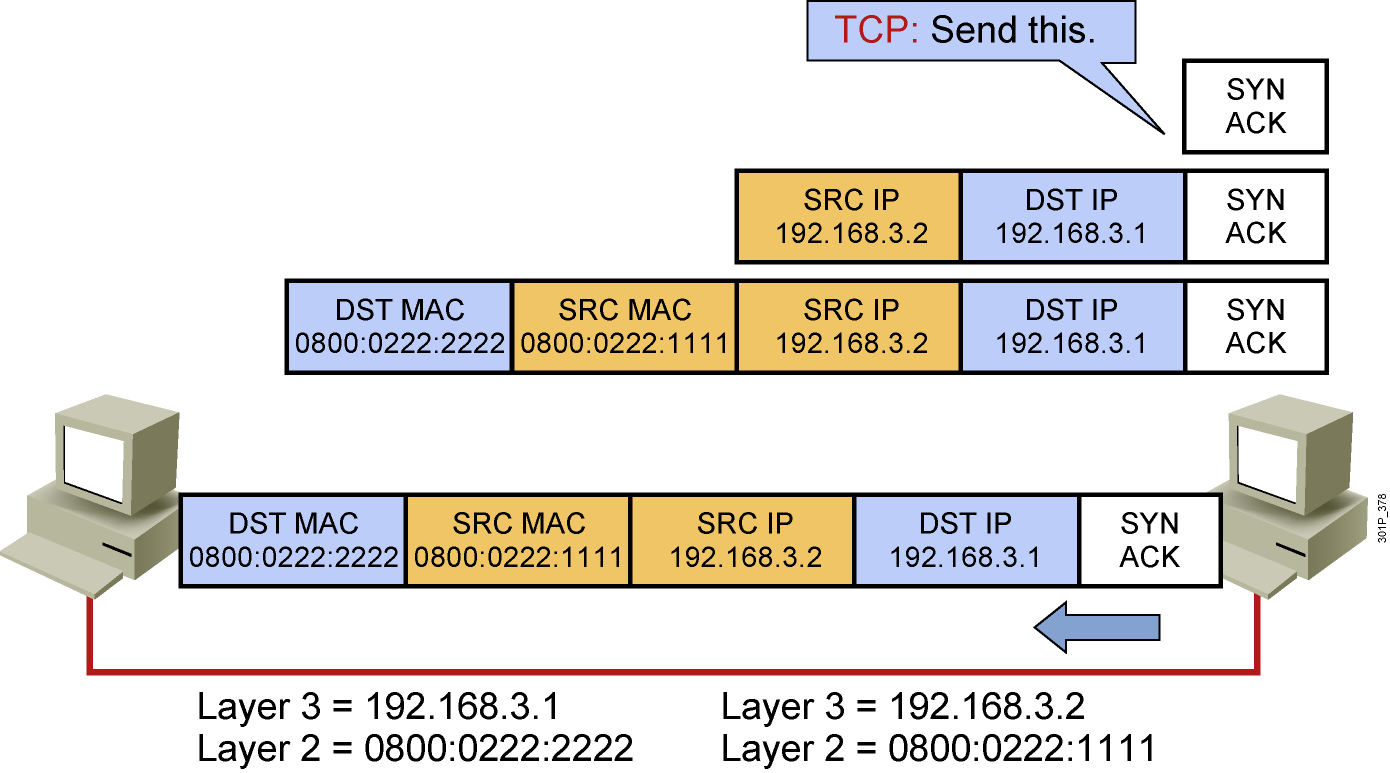 TCP: Send this.
SYN
ACK
SRC IP
192.168.3.2
DST IP
192.168.3.1
SYN
ACK
DST MAC
0800:0222:2222
SRC MAC
0800:0222:1111
SRC IP
192.168.3.2
DST IP
192.168.3.1
SYN
ACK
DST MAC
0800:0222:2222
SRC MAC
0800:0222:1111
SRC IP
192.168.3.2
DST IP
192.168.3.1
SYN
ACK
301P_378
Layer 3 = 192.168.3.1
Layer 2 = 0800:0222:2222
Layer 3 = 192.168.3.2
Layer 2 = 0800:0222:1111